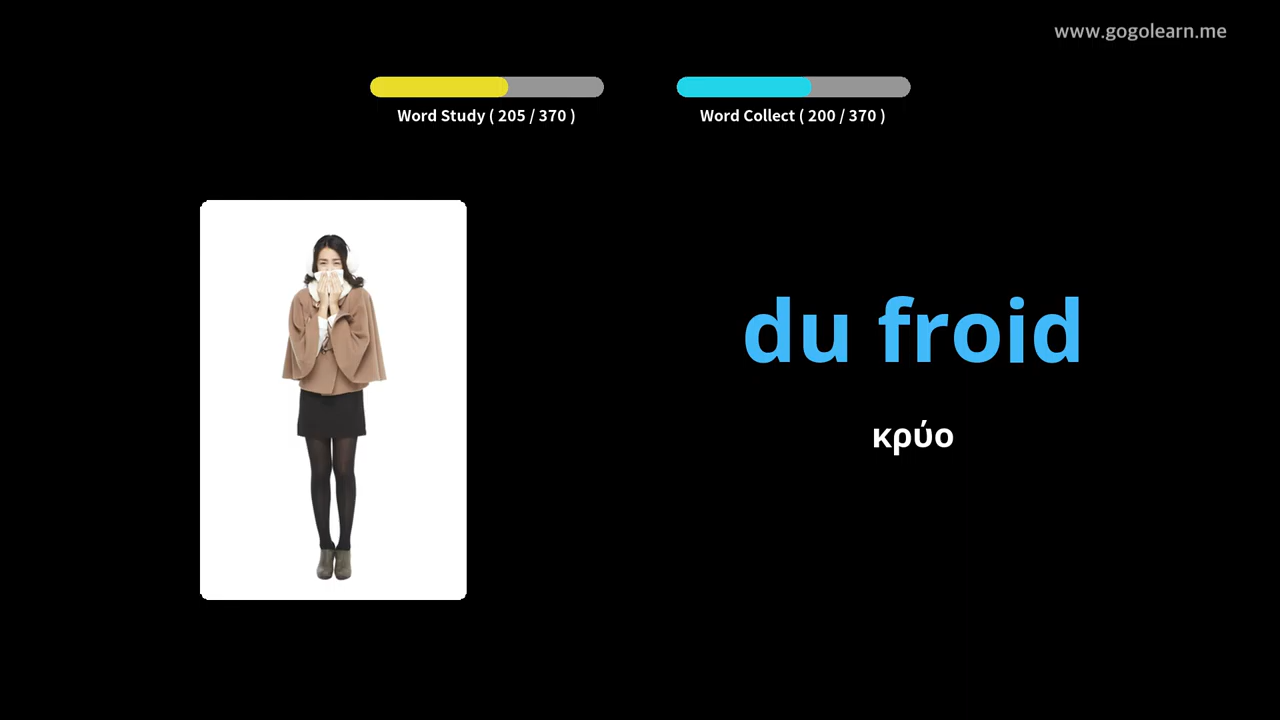 www.gogolearn.me
Word Study ( 205 / 370 )
Word Collect ( 200 / 370 )
du froid
κρύο